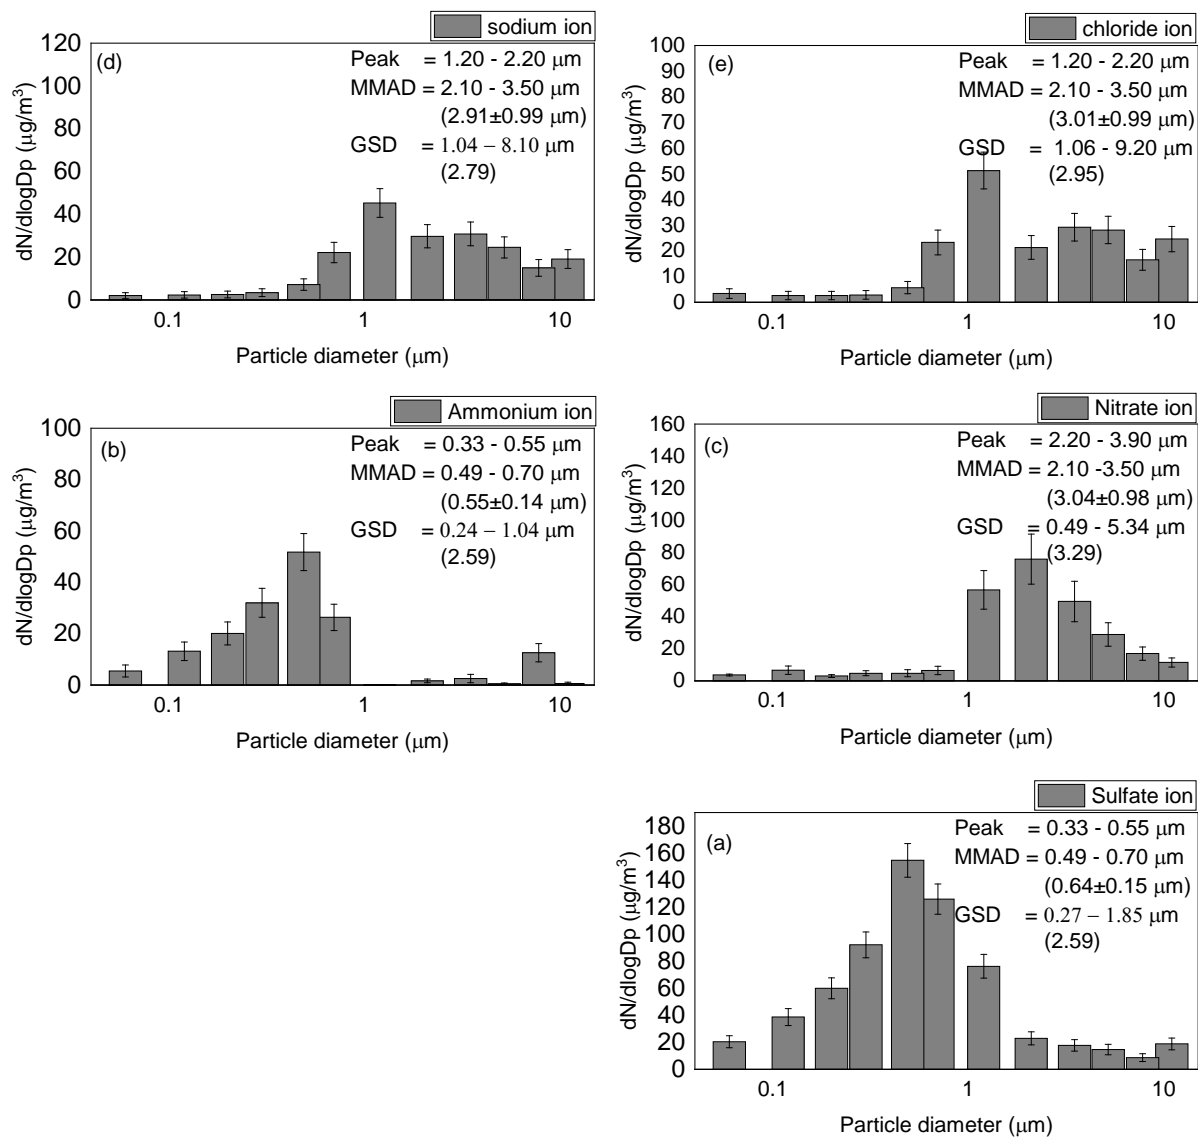 sodium ion
(d)
Peak = 1.20 - 2.20 μm
MMAD = 2.10 - 3.50 μm
(2.91±0.99 μm)
GSD = 1.04 – 8.10 μm
(2.79)
120
100
80
60
40
20
0
dN/dlogDp (μg/m³)
0.1 1 10
Particle diameter (μm)
chloride ion
(e)
Peak = 1.20 - 2.20 μm
MMAD = 2.10 - 3.50 μm
(3.01±0.99 μm)
GSD = 1.06 - 9.20 μm
(2.95)
100
90
80
70
60
50
40
30
20
10
0
dN/dlogDp (μg/m³)
0.1 1 10
Particle diameter (μm)
Ammonium ion
(b)
Peak = 0.33 - 0.55 μm
MMAD = 0.49 - 0.70 μm
(0.55±0.14 μm)
GSD = 0.24 – 1.04 μm
(2.59)
100
80
60
40
20
0
dN/dlogDp (μg/m³)
0.1 1 10
Particle diameter (μm)
Nitrate ion
(c)
Peak = 2.20 - 3.90 μm
MMAD = 2.10 -3.50 μm
(3.04±0.98 μm)
GSD = 0.49 - 5.34 μm
(3.29)
160
140
120
100
80
60
40
20
0
dN/dlogDp (μg/m³)
0.1 1 10
Particle diameter (μm)
Sulfate ion
(a)
Peak = 0.33 - 0.55 μm
MMAD = 0.49 - 0.70 μm
(0.64±0.15 μm)
GSD = 0.27 – 1.85 μm
(2.59)
180
160
140
120
100
80
60
40
20
0
dN/dlogDp (μg/m³)
0.1 1 10
Particle diameter (μm)